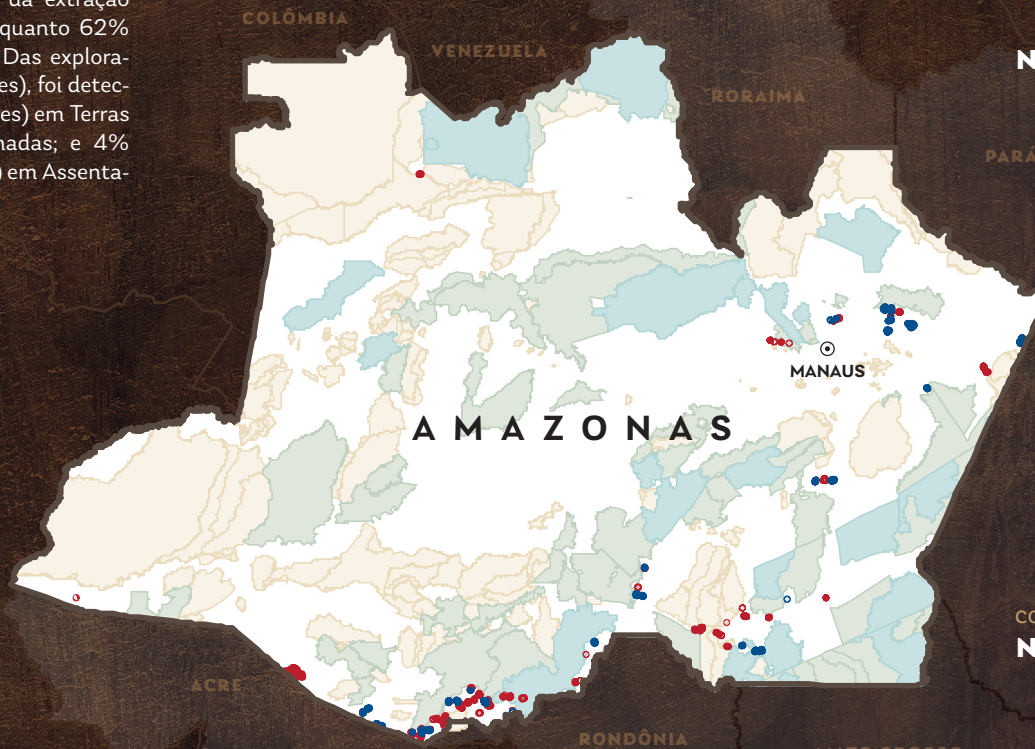 da extração
quanto 62%
Das explora-
es), foi detec-
es) em Terras
nadas; e 4%
) em Assenta-
COLÔMBIA
VENEZUELA
RORAIMA
N
PARÁ
MANAUS
AMAZONAS
CO
N
ACRE
RONDÔNIA